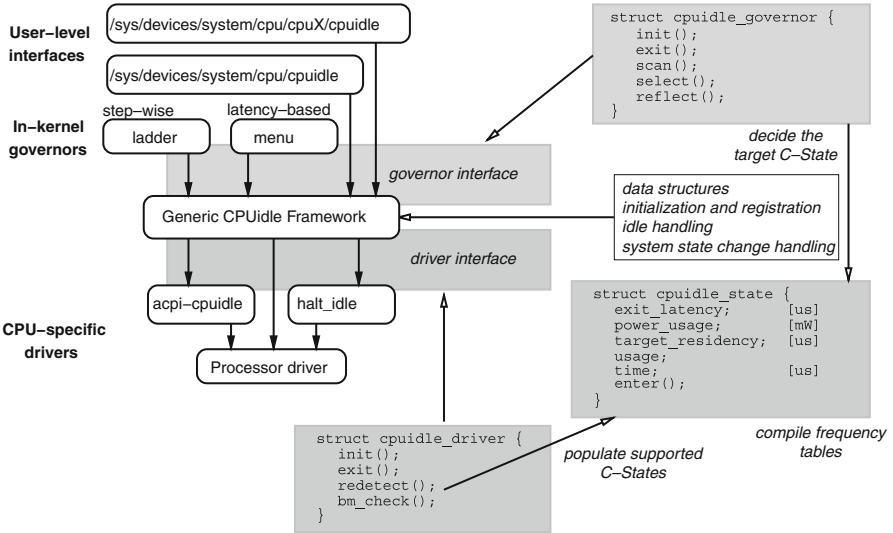 User–level
interfaces
/sys/devices/system/cpu/cpuX/cpuidle
/sys/devices/system/cpu/cpuidle
In–kernel
governors
step–wise
ladder
latency–based
menu
governor interface
Generic CPUidle Framework
driver interface
CPU–specific
drivers
acpi–cpuidle
halt_idle
Processor driver
struct cpuidle_governor {
init();
exit();
scan();
select();
reflect();
}
decide the
target C–State
data structures
initialization and registration
idle handling
system state change handling
struct cpuidle_state {
exit_latency; [us]
power_usage; [mW]
target_residency; [us]
usage;
time; [us]
enter();
}
compile frequency
tables
struct cpuidle_driver {
init();
exit();
redetect();
bm_check();
}
populate supported
C–States